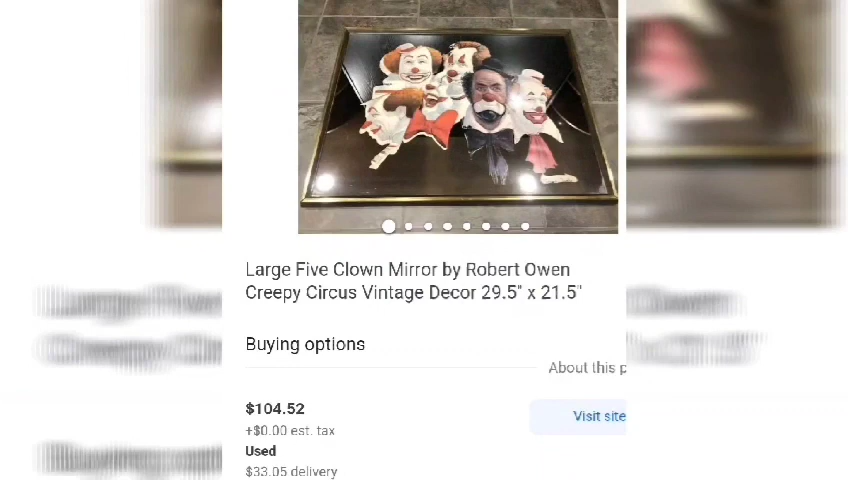 Large Five Clown Mirror by Robert Owen
Creepy Circus Vintage Decor 29.5" x 21.5"
Buying options
About this p
$104.52
Visit site
+$0.00 est. tax
Used
$33.05 delivery